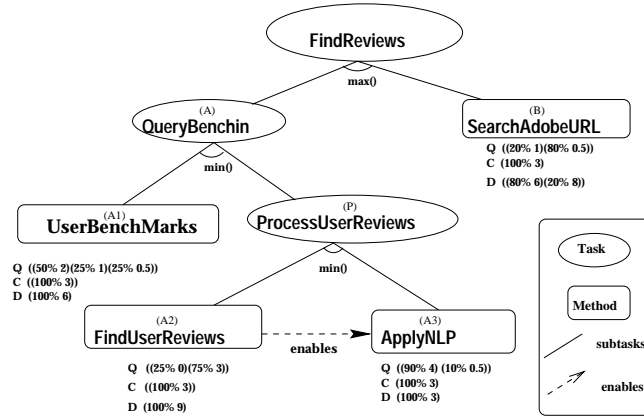 FindReviews
max()
(A)
QueryBenchin
(B)
SearchAdobeURL
Q ((20% 1)(80% 0.5))
C (100% 3)
D ((80% 6)(20% 8))
min()
(A1)
UserBenchMarks
Q ((50% 2)(25% 1)(25% 0.5))
C ((100% 3))
D (100% 6)
(P)
ProcessUserReviews
min()
(A2)
FindUserReviews
Q ((25% 0)(75% 3))
C ((100% 3))
D (100% 9)
enables
(A3)
ApplyNLP
Q ((90% 4) (10% 0.5))
C (100% 3)
D (100% 3)
Task
Method
subtasks
enables